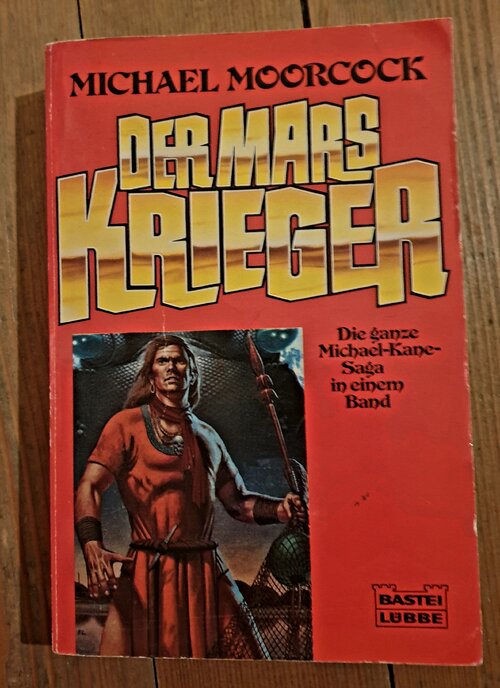 MICHAEL MOORCOCK
DER MARS
KRIEGER
Die ganze
Michael-Kane-
Saga
in einem
Band
BASTEI
LÜBBE